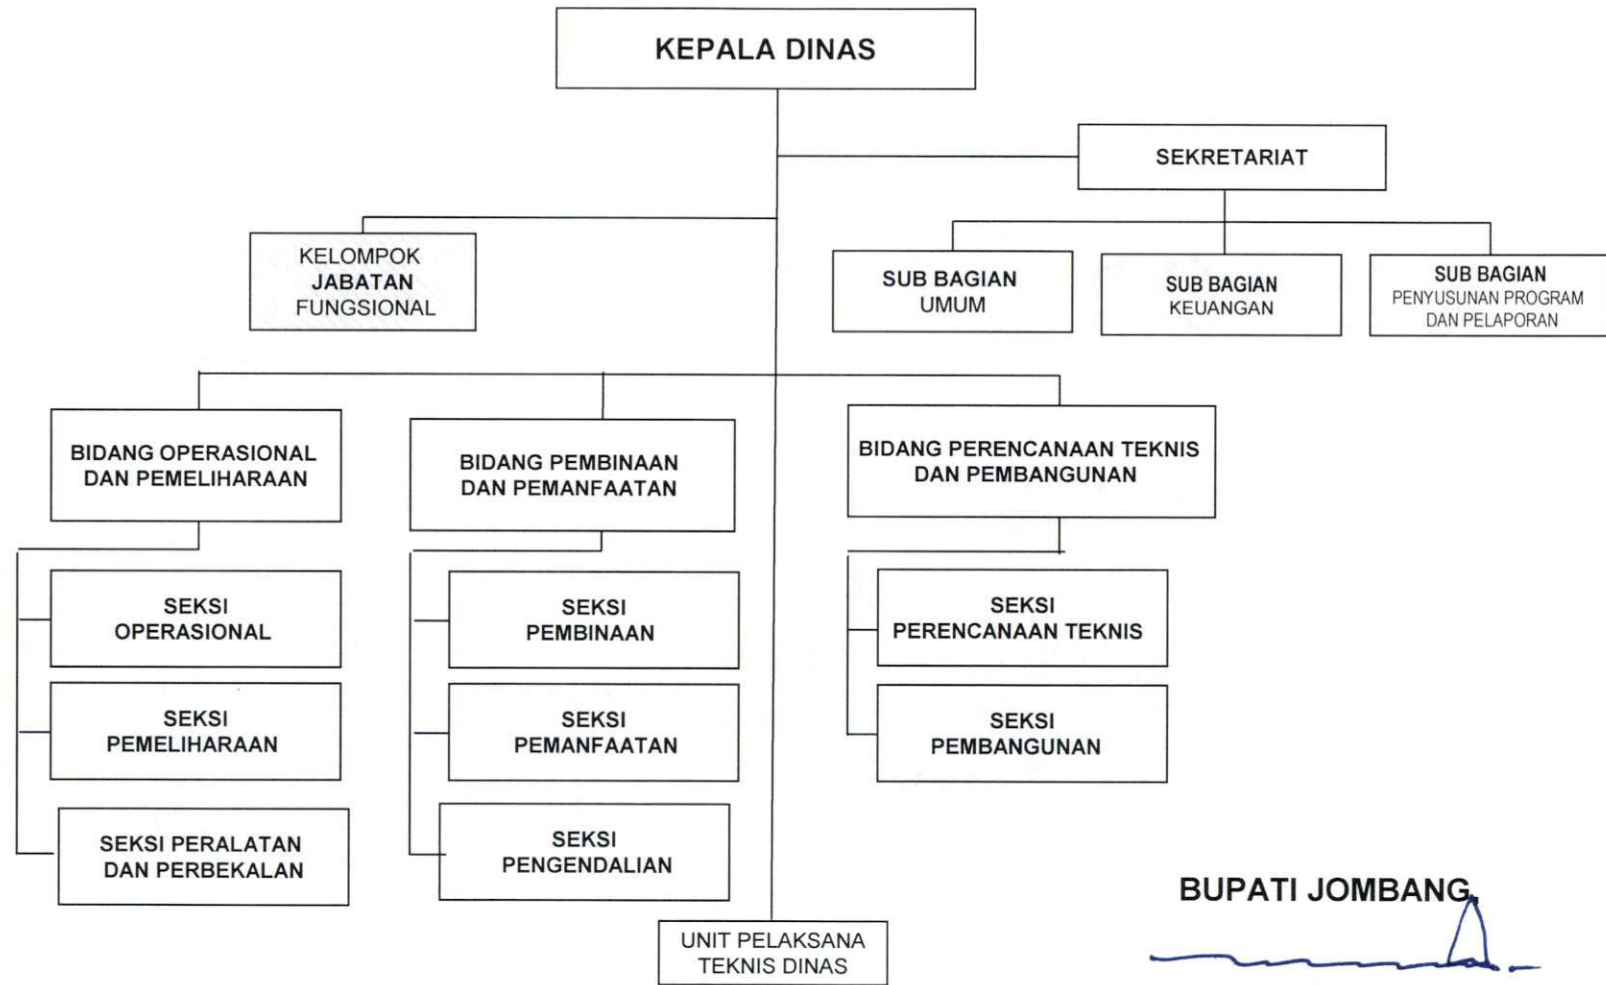 KEPALA DINAS
SEKRETARIAT
KELOMPOK
JABATAN
FUNGSIONAL
SUB BAGIAN
UMUM
SUB BAGIAN
KEUANGAN
SUB BAGIAN
PENYUSUNAN PROGRAM
DAN PELAPORAN
BIDANG OPERASIONAL
DAN PEMELIHARAAN
BIDANG PEMBINAAN
DAN PEMANFAATAN
BIDANG PERENCANAAN TEKNIS
DAN PEMBANGUNAN
SEKSI
OPERASIONAL
SEKSI
PEMBINAAN
SEKSI
PERENCANAAN TEKNIS
SEKSI
PEMELIHARAAN
SEKSI
PEMANFAATAN
SEKSI
PEMBANGUNAN
SEKSI PERALATAN
DAN PERBEKALAN
SEKSI
PENGENDALIAN
UNIT PELAKSANA
TEKNIS DINAS
BUPATI JOMBANG,